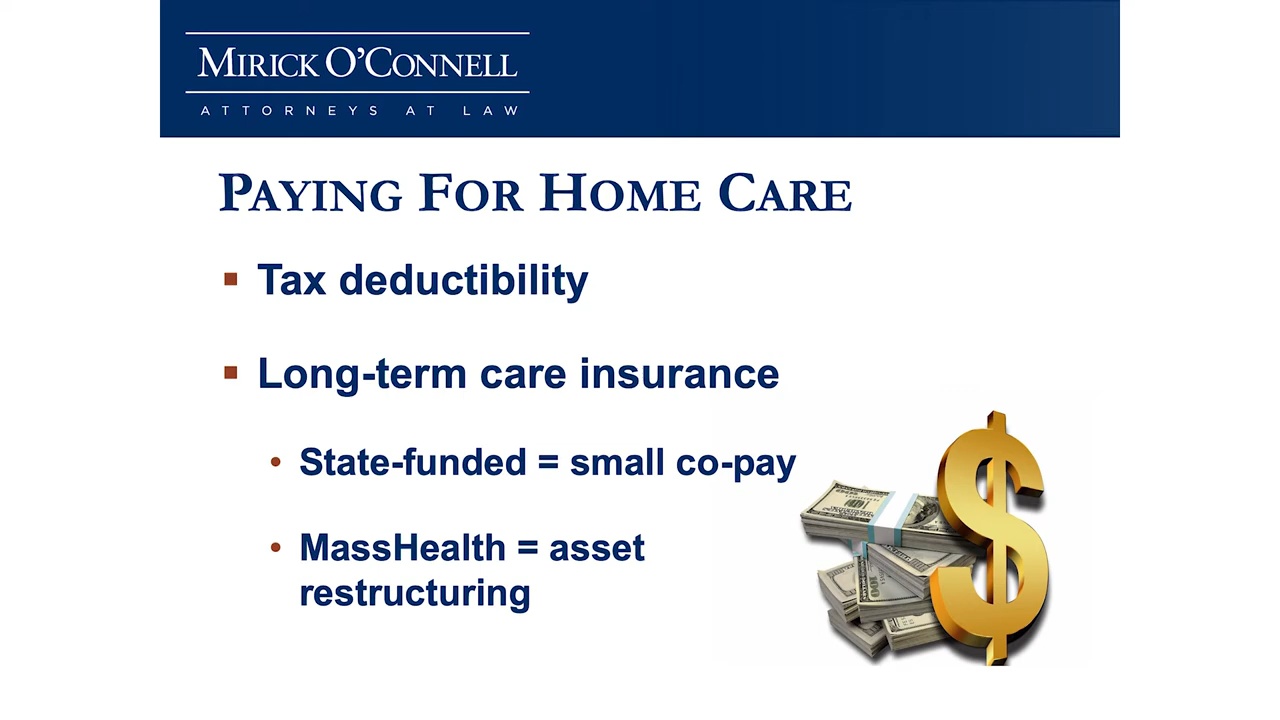 MIRICK O'CONNELL
ATTORNEYS AT LAW
PAYING FOR HOME CARE
▪ Tax deductibility
▪ Long-term care insurance
• State-funded = small co-pay
• MassHealth = asset
restructuring